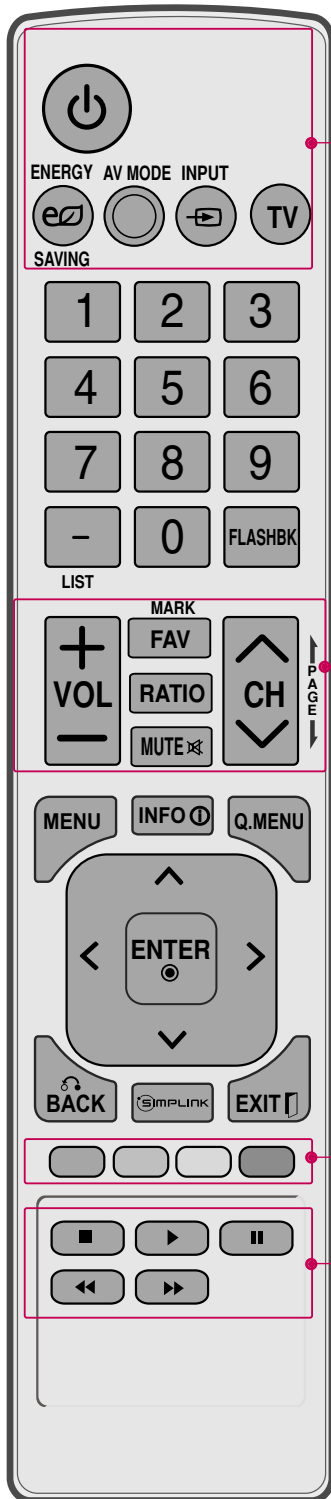 ENERGY AV MODE INPUT
TV
SAVING
1 2 3
4 5 6
7 8 9
- 0 FLASHBK
LIST
MARK
FAV
VOL RATIO CH PAGE
MUTE
MENU INFO Q.MENU
ENTER
BACK SIMPLINK EXIT